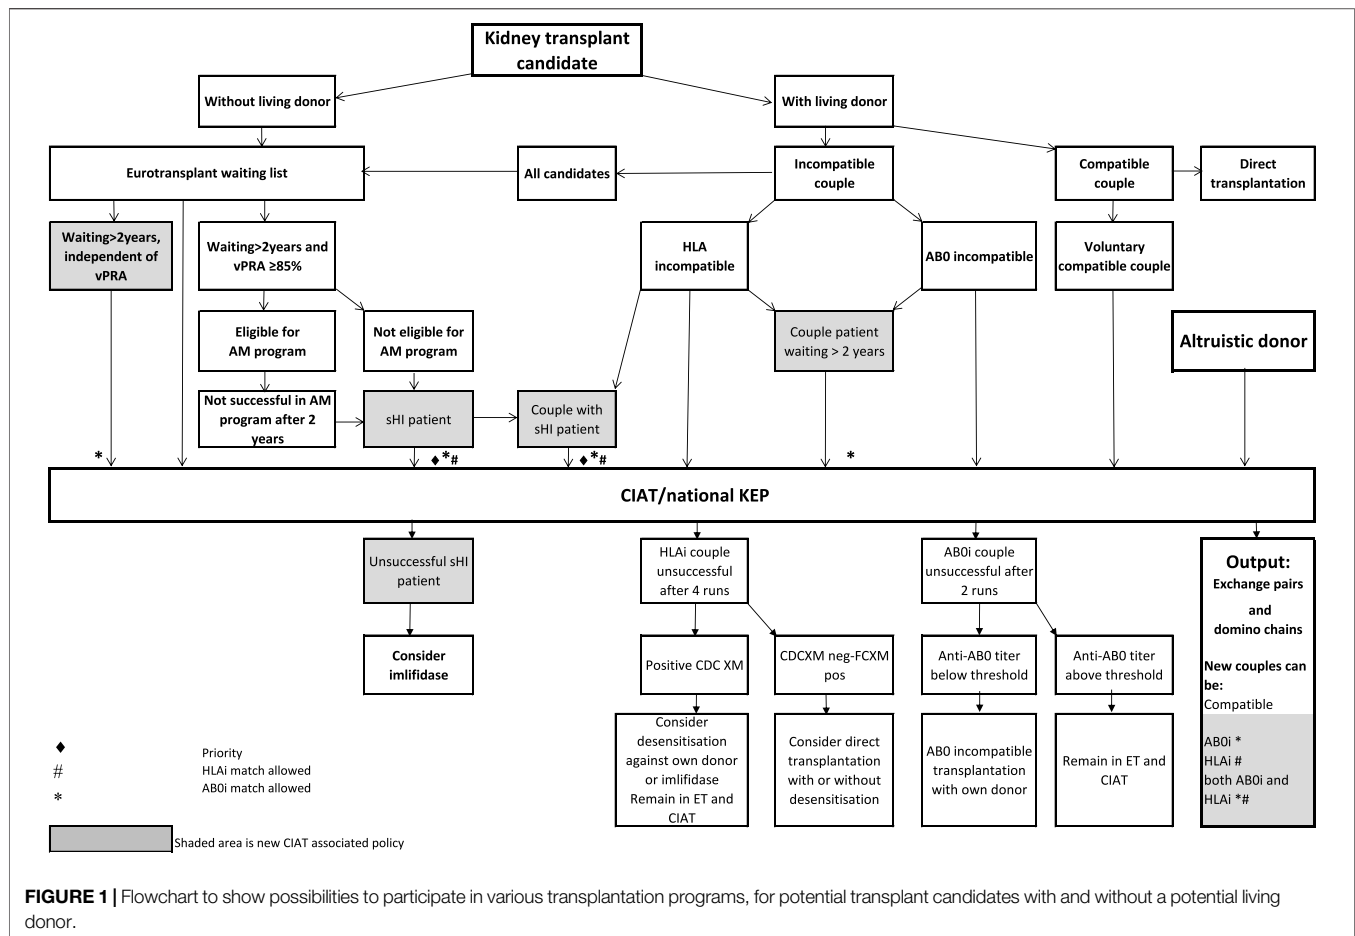 Kidney transplant
candidate
Without living donor
With living donor
Eurotransplant waiting list
All candidates
Incompatible
couple
Compatible
couple
Direct
transplantation
Waiting>2years,
independent of
vPRA
Waiting>2years and
vPRA ≥85%
HLA
incompatible
AB0 incompatible
Voluntary
compatible couple
Eligible for
AM program
Not eligible for
AM program
Couple patient
waiting > 2 years
Altruistic donor
Not successful in AM
program after 2
years
sHI patient
Couple with
sHI patient
*
♦*#
♦*#
*
CIAT/national KEP
Unsuccessful sHI
patient
HLAi couple
unsuccessful
after 4 runs
AB0i couple
unsuccessful after
2 runs
Output:
Exchange pairs
and
domino chains
New couples can
be:
Compatible
AB0i *
HLAi #
both AB0i and
HLAi *#
Consider
imlifidase
Positive CDC XM
CDCXM neg-FCXM
pos
Anti-AB0 titer
below threshold
Anti-AB0 titer
above threshold
Consider
desensitisation
against own donor
or imlifidase
Remain in ET and
CIAT
Consider direct
transplantation
with or without
desensitisation
AB0 incompatible
transplantation
with own donor
Remain in ET and
CIAT
♦ Priority
# HLAi match allowed
* AB0i match allowed
Shaded area is new CIAT associated policy
FIGURE 1 | Flowchart to show possibilities to participate in various transplantation programs, for potential transplant candidates with and without a potential living
donor.